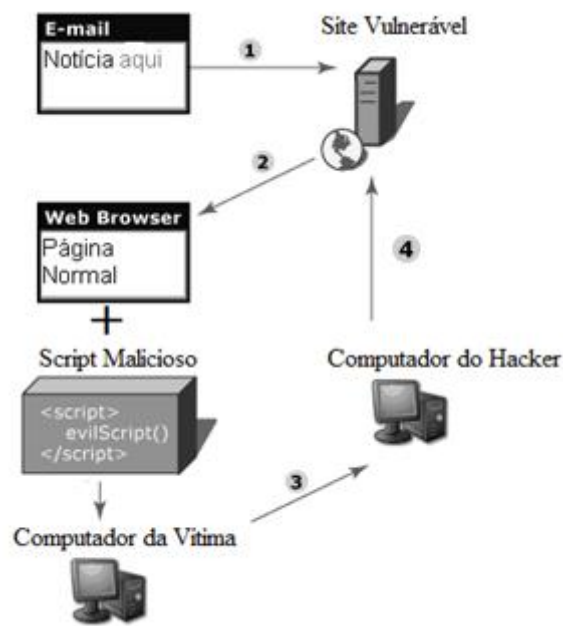 E-mail
Notícia aqui
1
Site Vulnerável
2
Web Browser
Página
Normal
+
4
Script Malicioso
<script>
evilScript()
</script>
Computador do Hacker
3
Computador da Vítima